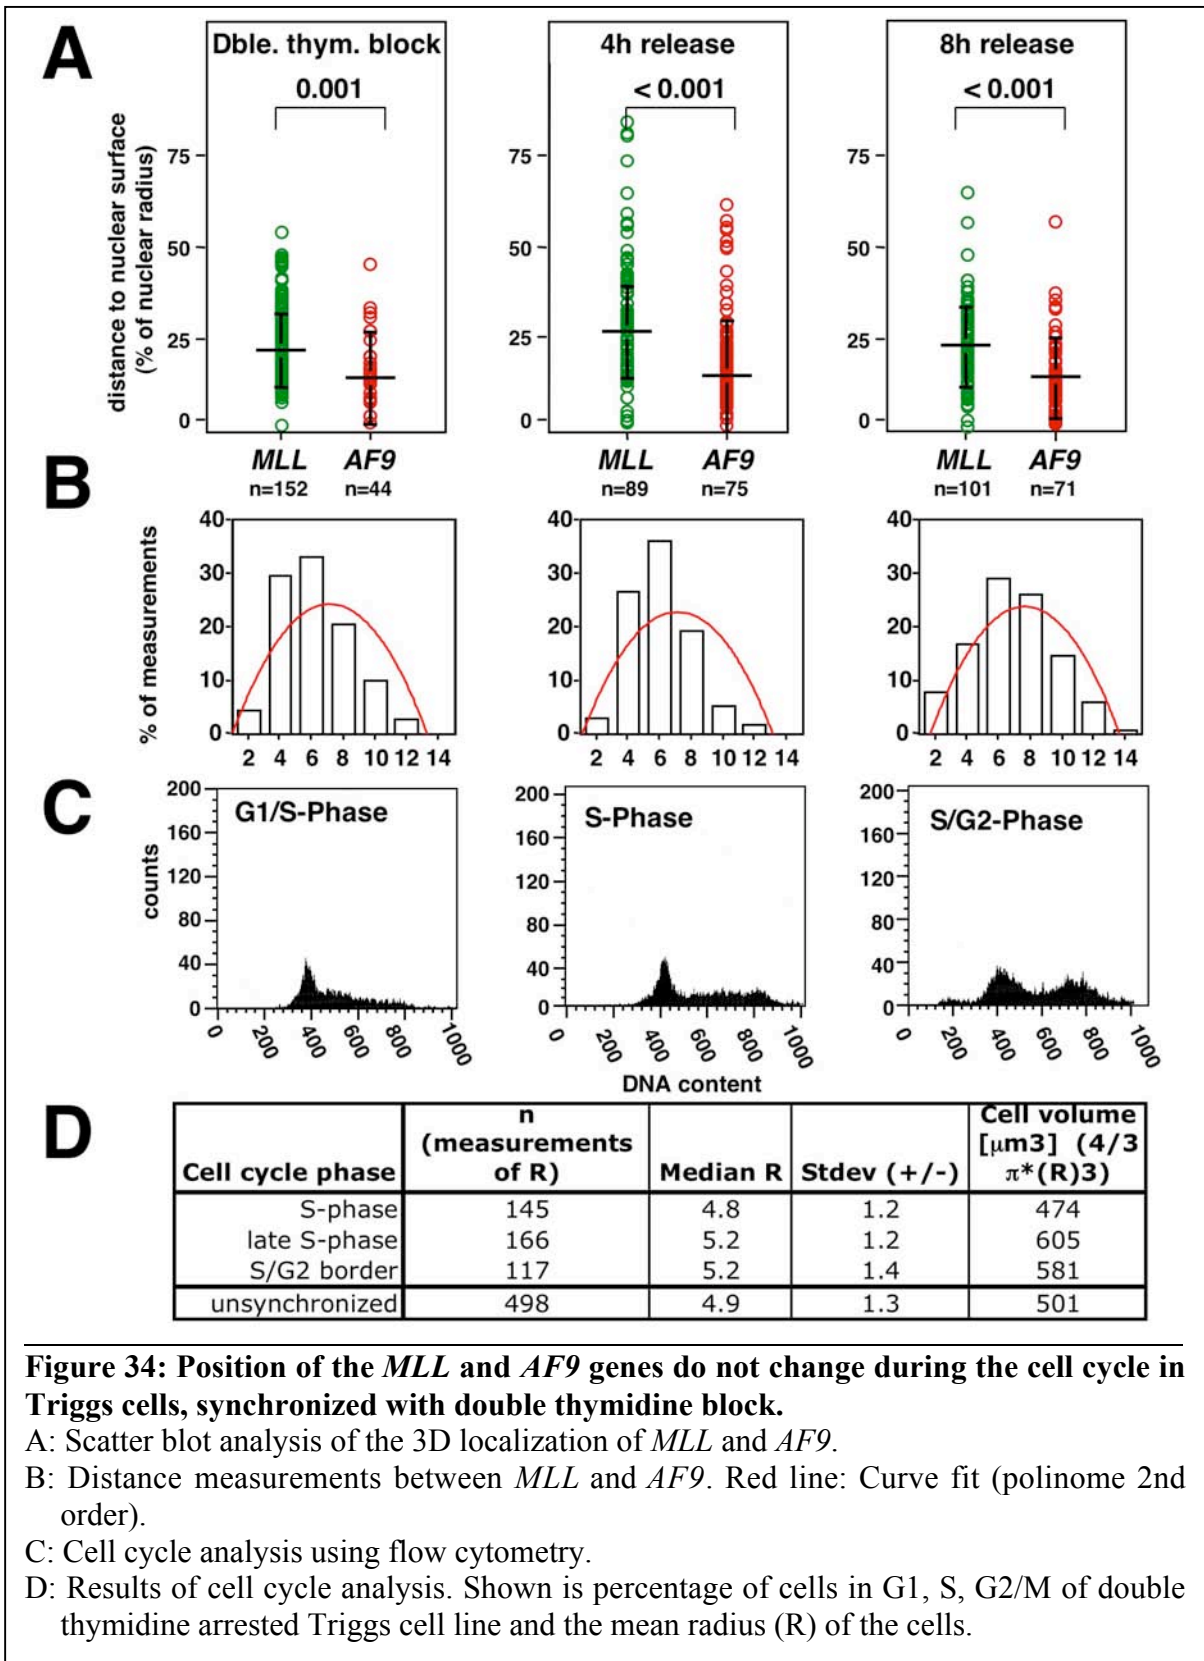 A
Dble. thym. block
4h release
8h release
0.001
< 0.001
< 0.001
distance to nuclear surface
(% of nuclear radius)
75
50
25
0
75
50
25
0
75
50
25
0
MLL AF9
n=152 n=44
MLL AF9
n=89 n=75
MLL AF9
n=101 n=71
B
% of measurements
40
30
20
10
0
2 4 6 8 10 12 14
40
30
20
10
0
2 4 6 8 10 12 14
40
30
20
10
0
2 4 6 8 10 12 14
C
counts
G1/S-Phase
200
160
120
80
40
0
0 200 400 600 800 1000
S-Phase
200
160
120
80
40
0
0 200 400 600 800 1000
S/G2-Phase
200
160
120
80
40
0
0 200 400 600 800 1000
DNA content
D
Cell cycle phase n (measurements of R) Median R Stdev (+/-) Cell volume [µm3] (4/3 π*(R)3)
S-phase 145 4.8 1.2 474
late S-phase 166 5.2 1.2 605
S/G2 border 117 5.2 1.4 581
unsynchronized 498 4.9 1.3 501
Figure 34: Position of the MLL and AF9 genes do not change during the cell cycle in
Triggs cells, synchronized with double thymidine block.
A: Scatter blot analysis of the 3D localization of MLL and AF9.
B: Distance measurements between MLL and AF9. Red line: Curve fit (polinome 2nd
order).
C: Cell cycle analysis using flow cytometry.
D: Results of cell cycle analysis. Shown is percentage of cells in G1, S, G2/M of double
thymidine arrested Triggs cell line and the mean radius (R) of the cells.